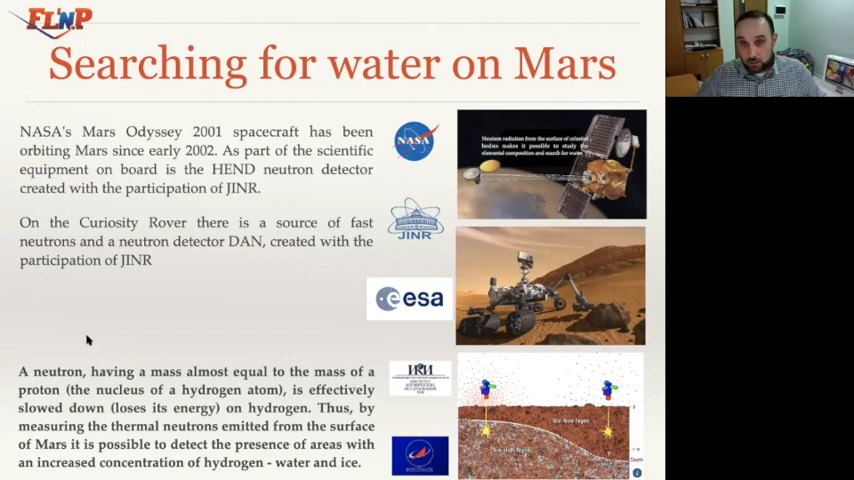 FLNP
Searching for water on Mars
NASA's Mars Odyssey 2001 spacecraft has been
orbiting Mars since early 2002. As part of the scientific
equipment on board is the HEND neutron detector
created with the participation of JINR.
On the Curiosity Rover there is a source of fast
neutrons and a neutron detector DAN, created with the
participation of JINR
A neutron, having a mass almost equal to the mass of a
proton (the nucleus of a hydrogen atom), is effectively
slowed down (loses its energy) on hydrogen. Thus, by
measuring the thermal neutrons emitted from the surface
of Mars it is possible to detect the presence of areas with
an increased concentration of hydrogen - water and ice.
NASA
JINR
esa
ИКИ
Neutron radiation from the surface of celestial
bodies makes it possible to study the
elemental composition and search for water
Ice-free layer
Ice-rich layer
Depth